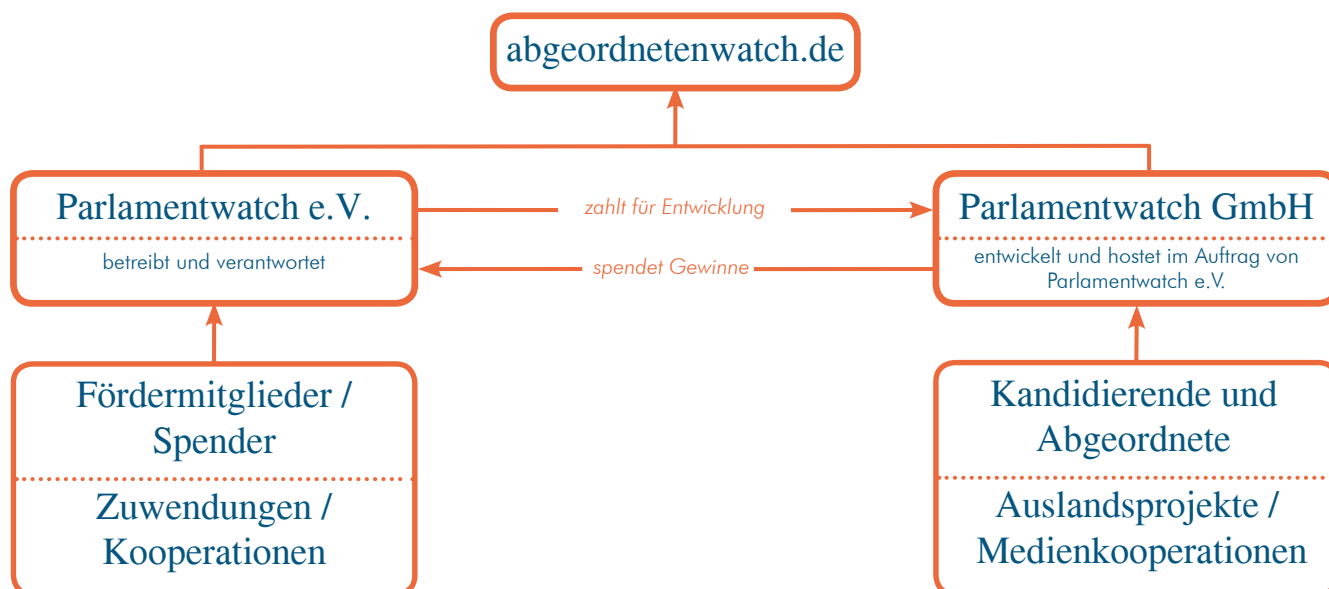 abgeordnetenwatch.de
Parlamentwatch e.V.
betreibt und verantwortet
zahlt für Entwicklung
spendet Gewinne
Parlamentwatch GmbH
entwickelt und hostet im Auftrag von
Parlamentwatch e.V.
Fördermitglieder /
Spender
Zuwendungen /
Kooperationen
Kandidierende und
Abgeordnete
Auslandsprojekte /
Medienkooperationen